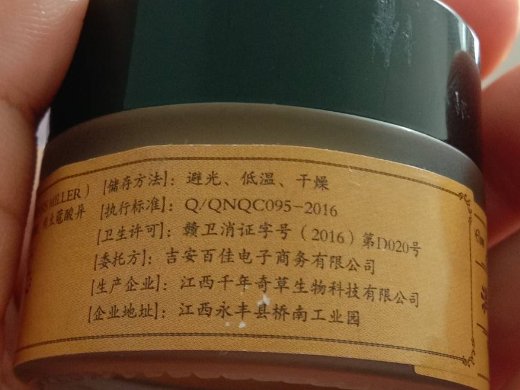 MILLER）
酸异
[储存方法]：避光、低温、干燥
[执行标准]：Q/QNQC095-2016
[卫生许可]：赣卫消证字号（2016）第D020号
[委托方]：吉安百佳电子商务有限公司
[生产企业]：江西千年奇草生物科技有限公司
[企业地址]：江西永丰县桥南工业园